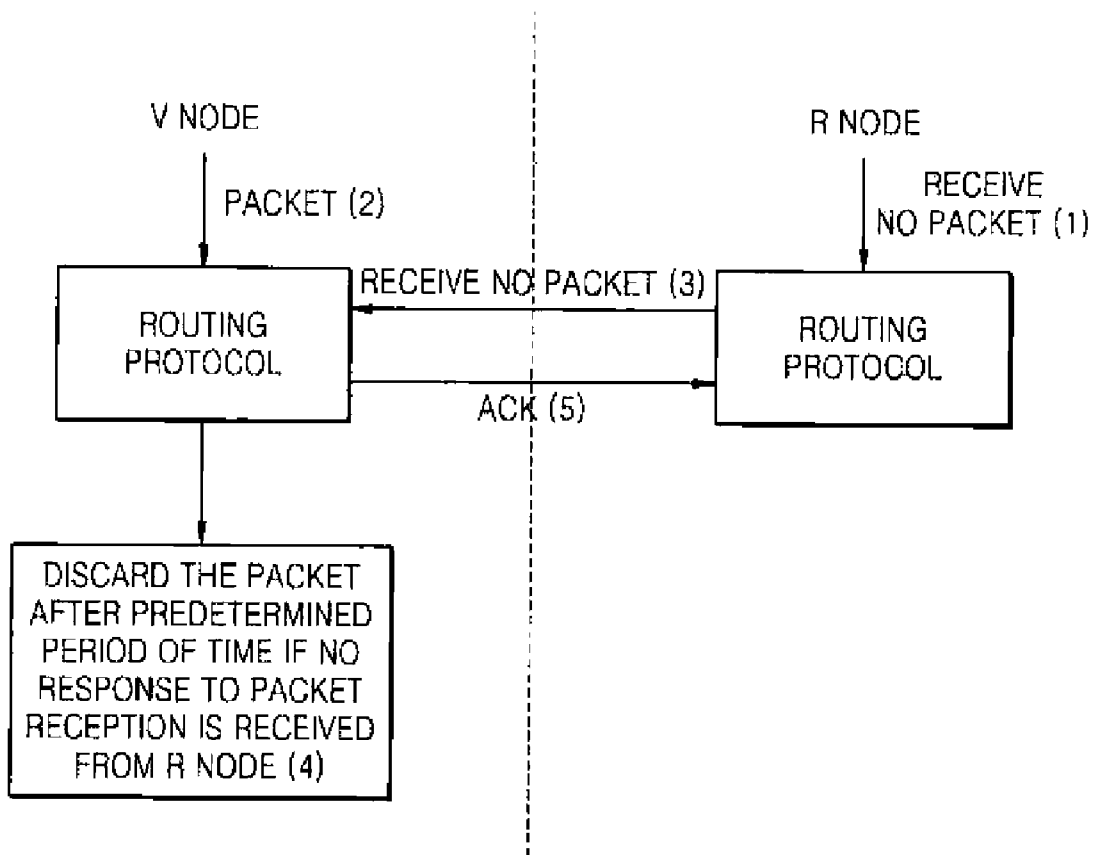 V NODE
R NODE
PACKET (2)
RECEIVE
NO PACKET (1)
RECEIVE NO PACKET (3)
ROUTING
PROTOCOL
ROUTING
PROTOCOL
ACK (5)
DISCARD THE PACKET
AFTER PREDETERMINED
PERIOD OF TIME IF NO
RESPONSE TO PACKET
RECEPTION IS RECEIVED
FROM R NODE (4)